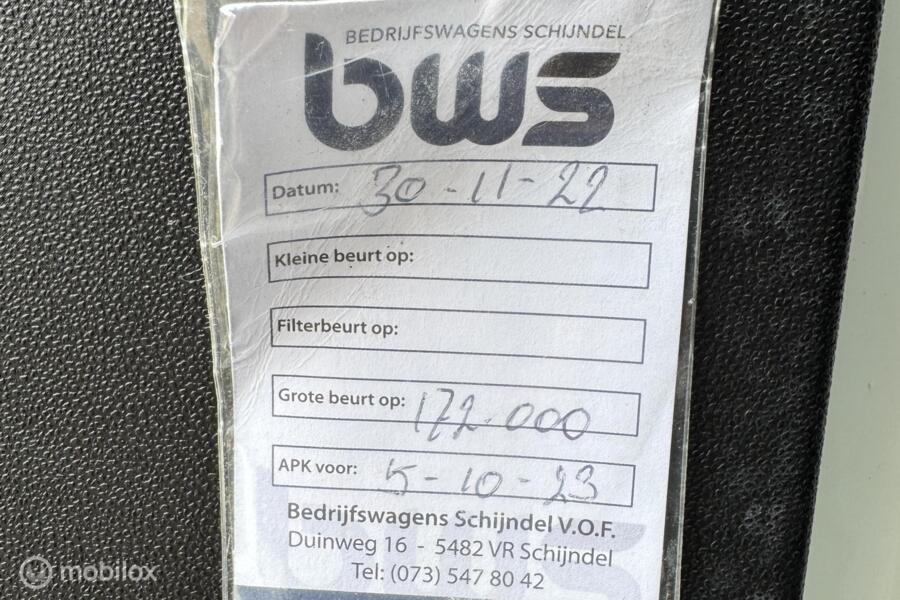 BEDRIJFSWAGENS SCHIJNDEL
bws
Datum: 30-11-22
Kleine beurt op:
Filterbeurt op:
Grote beurt op: 172.000
APK voor: 5-10-23
Bedrijfswagens Schijndel V.O.F.
Duinweg 16 - 5482 VR Schijndel
Tel: (073) 547 80 42
mobilox